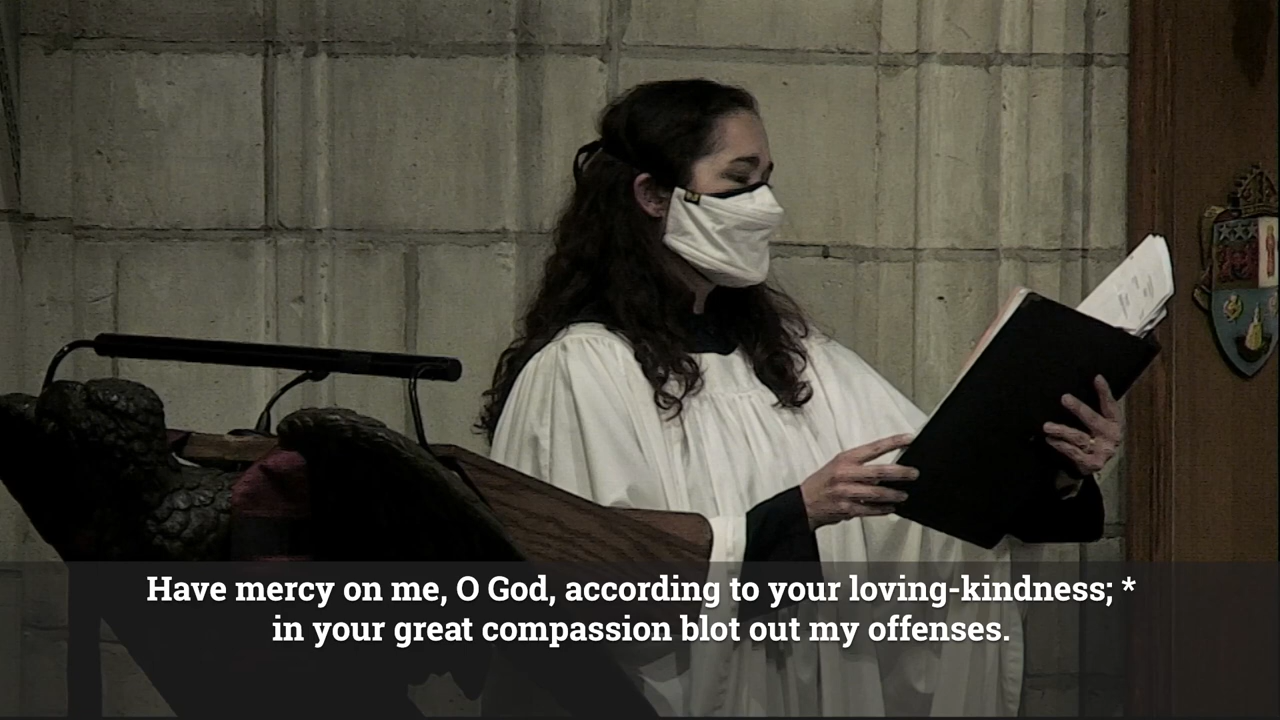 Have mercy on me, O God, according to your loving-kindness; *
in your great compassion blot out my offenses.